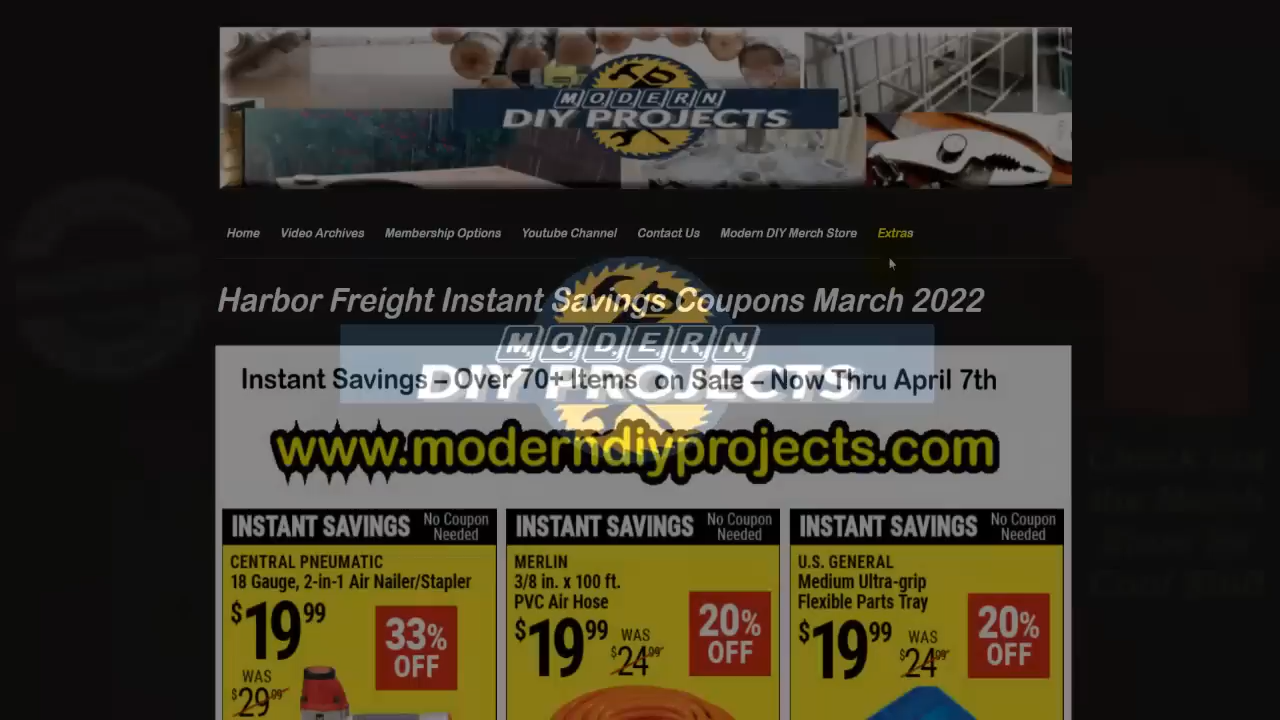 MODERN
DIY PROJECTS
Home Video Archives Membership Options Youtube Channel Contact Us Modern DIY Merch Store Extras
Harbor Freight Instant Savings Coupons March 2022
MODERN
DIY PROJECTS
Instant Savings – Over 70+ Items on Sale – Now Thru April 7th
www.moderndiyprojects.com
INSTANT SAVINGS No Coupon Needed
CENTRAL PNEUMATIC
18 Gauge, 2-in-1 Air Nailer/Stapler
$19.99
33% OFF
WAS
$29.99
INSTANT SAVINGS No Coupon Needed
MERLIN
3/8 in. x 100 ft.
PVC Air Hose
$19.99
WAS
$24.99
20% OFF
INSTANT SAVINGS No Coupon Needed
U.S. GENERAL
Medium Ultra-grip
Flexible Parts Tray
$19.99
WAS
$24.99
20% OFF